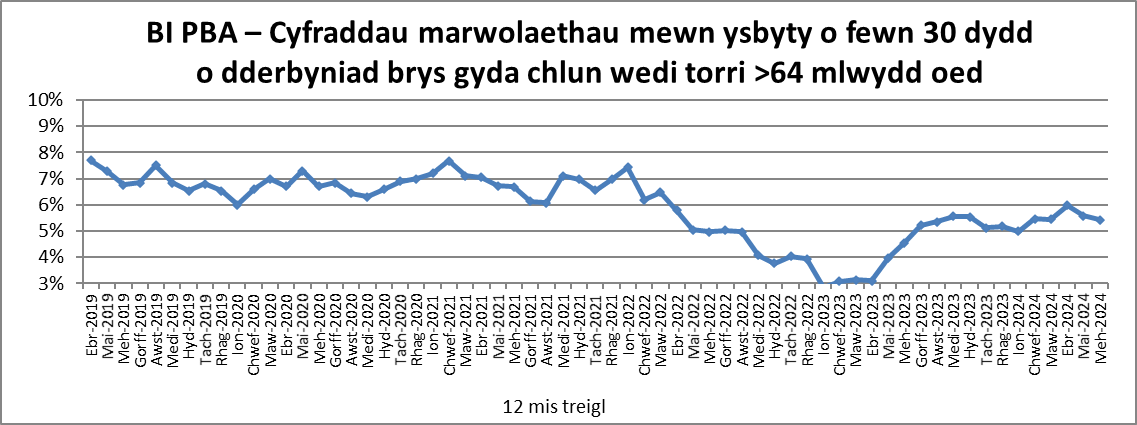 BI PBA – Cyfraddau marwolaethau mewn ysbyty o fewn 30 dydd
o dderbyniad brys gyda chlun wedi torri >64 mlwydd oed
10%
9%
8%
7%
6%
5%
4%
3%
Ebr-2019
Mai-2019
Meh-2019
Gorff-2019
Awst-2019
Medi-2019
Hyd-2019
Tach-2019
Rhag-2019
Ion-2020
Chwef-2020
Maw-2020
Ebr-2020
Mai-2020
Meh-2020
Gorff-2020
Awst-2020
Medi-2020
Hyd-2020
Tach-2020
Rhag-2020
Ion-2021
Chwef-2021
Maw-2021
Ebr-2021
Mai-2021
Meh-2021
Gorff-2021
Awst-2021
Medi-2021
Hyd-2021
Tach-2021
Rhag-2021
Ion-2022
Chwef-2022
Maw-2022
Ebr-2022
Mai-2022
Meh-2022
Gorff-2022
Awst-2022
Medi-2022
Hyd-2022
Tach-2022
Rhag-2022
Ion-2023
Chwef-2023
Maw-2023
Ebr-2023
Mai-2023
Meh-2023
Gorff-2023
Awst-2023
Medi-2023
Hyd-2023
Tach-2023
Rhag-2023
Ion-2024
Chwef-2024
Maw-2024
Ebr-2024
Mai-2024
Meh-2024
12 mis treigl